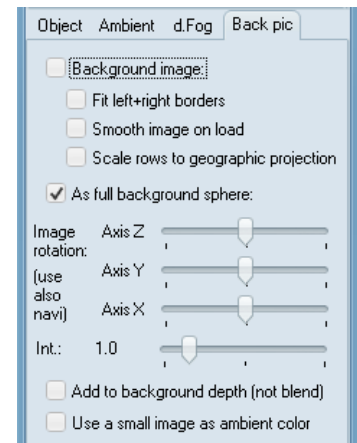 Object Ambient d.Fog Back pic
Background image:
Fit left+right borders
Smooth image on load
Scale rows to geographic projection
As full background sphere:
Image rotation: Axis Z
(use also navi) Axis Y
Axis X
Int.: 1.0
Add to background depth (not blend)
Use a small image as ambient color